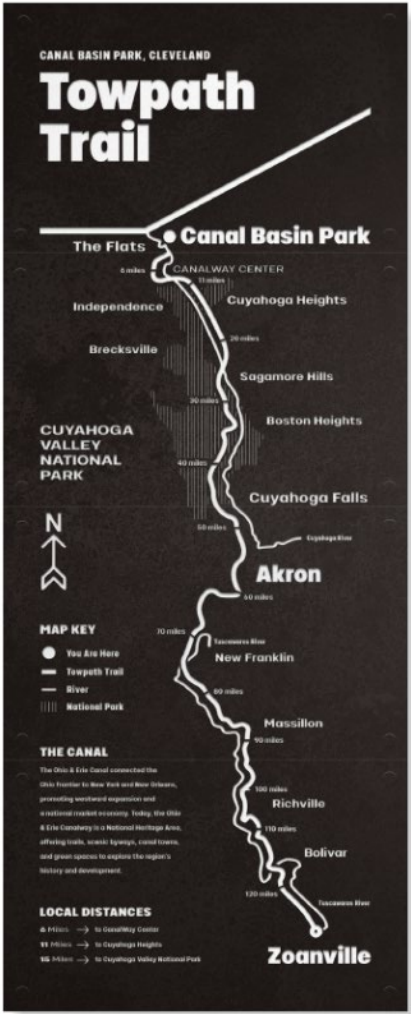 CANAL BASIN PARK, CLEVELAND
Towpath
Trail
The Flats
Canal Basin Park
6 miles
CANALWAY CENTER
11 miles
Cuyahoga Heights
Independence
20 miles
Brecksville
Sagamore Hills
30 miles
Boston Heights
CUYAHOGA
VALLEY
NATIONAL
PARK
40 miles
Cuyahoga Falls
N
50 miles
Cuyahoga River
Akron
60 miles
MAP KEY
You Are Here
Towpath Trail
River
National Park
70 miles
Tuscawaras River
New Franklin
80 miles
Massillon
90 miles
THE CANAL
The Ohio & Erie Canal connected the
Ohio frontier to New York and New Orleans,
promoting westward expansion and
a national market economy. Today, the Ohio
& Erie Canalway is a National Heritage Area,
offering trails, scenic byways, canal towns,
and green spaces to explore the region's
history and development.
100 miles
Richville
110 miles
Bolivar
120 miles
Tuscawaras River
LOCAL DISTANCES
6 Miles → to CanalWay Center
11 Miles → to Cuyahoga Heights
15 Miles → to Cuyahoga Valley National Park
Zoanville